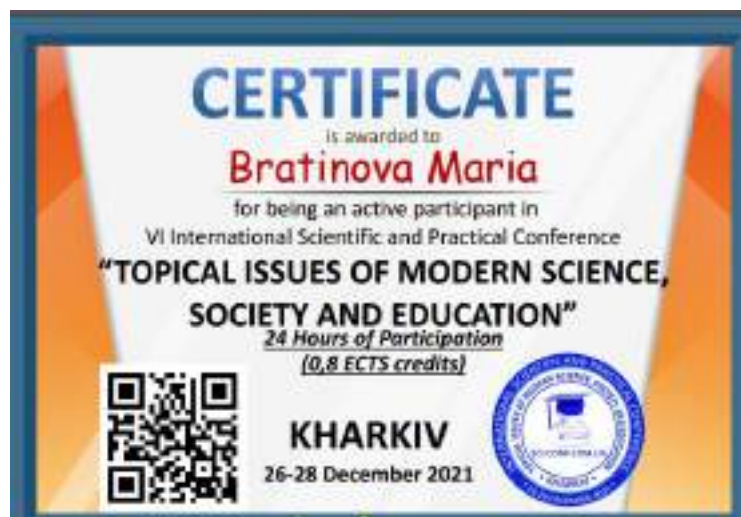 CERTIFICATE
is awarded to
Bratinova Maria
for being an active participant in
VI International Scientific and Practical Conference
“TOPICAL ISSUES OF MODERN SCIENCE,
SOCIETY AND EDUCATION”
24 Hours of Participation
(0,8 ECTS credits)
KHARKIV
26-28 December 2021